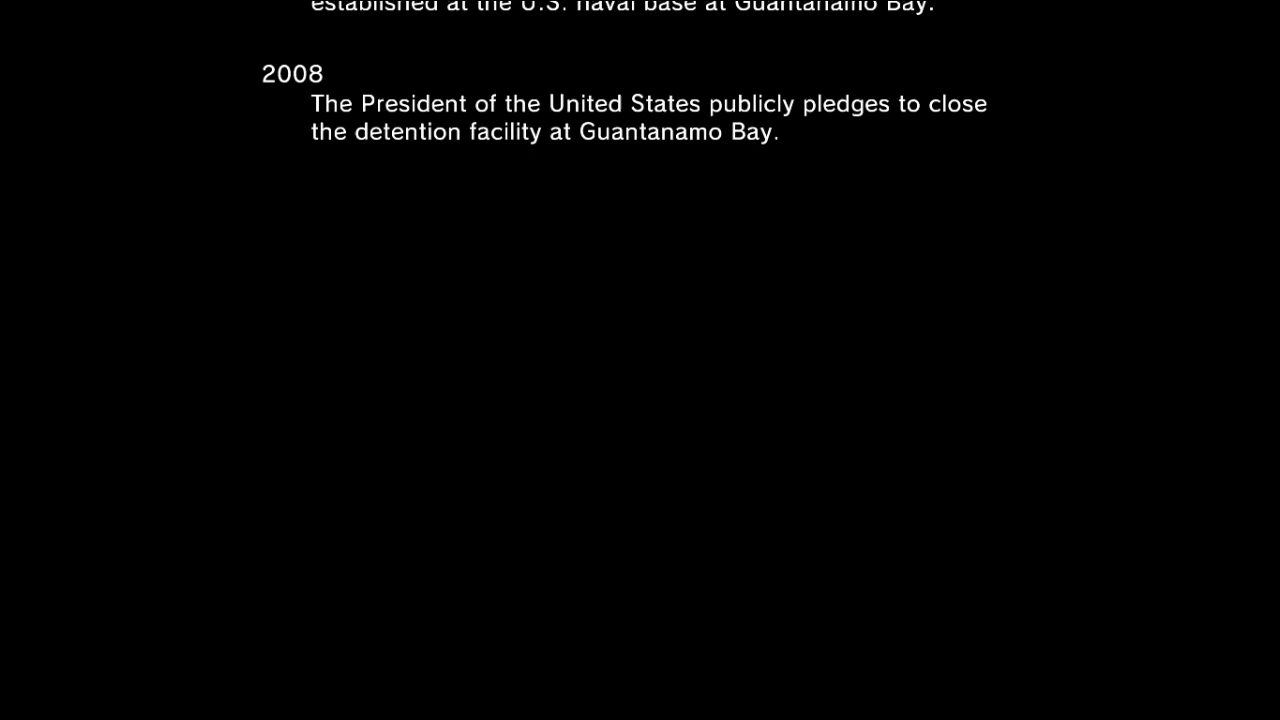 established at the U.S. naval base at Guantanamo Bay.
2008
The President of the United States publicly pledges to close
the detention facility at Guantanamo Bay.